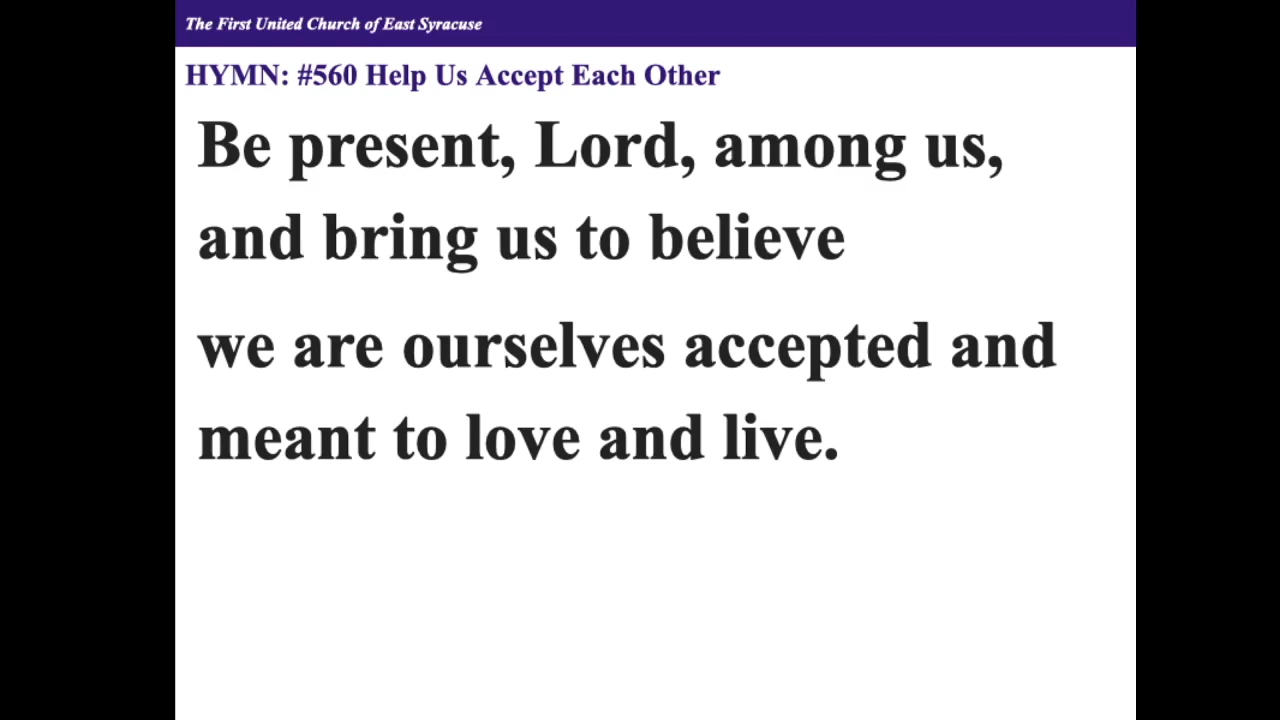 The First United Church of East Syracuse
HYMN: #560 Help Us Accept Each Other
Be present, Lord, among us,
and bring us to believe
we are ourselves accepted and
meant to love and live.